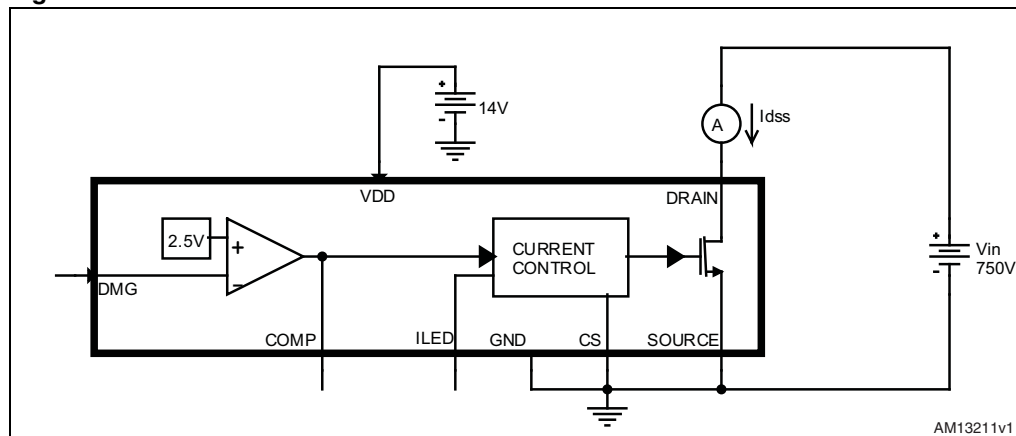 +
14V
-
A
Idss
VDD
DRAIN
2.5V
+
-
CURRENT
CONTROL
+
Vin
-
750V
DMG
COMP
ILED
GND
CS
SOURCE
AM13211v1